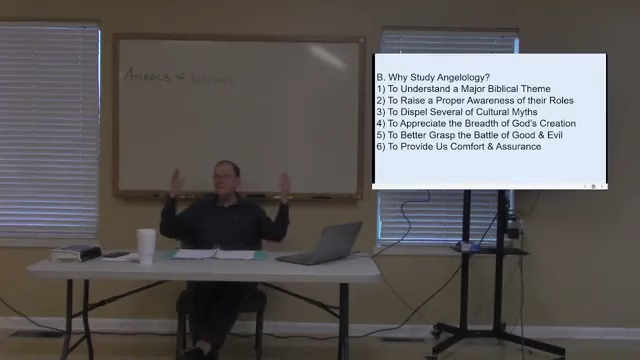 ANGELS &
B. Why Study Angelology?
1) To Understand a Major Biblical Theme
2) To Raise a Proper Awareness of their Roles
3) To Dispel Several of Cultural Myths
4) To Appreciate the Breadth of God's Creation
5) To Better Grasp the Battle of Good & Evil
6) To Provide Us Comfort & Assurance